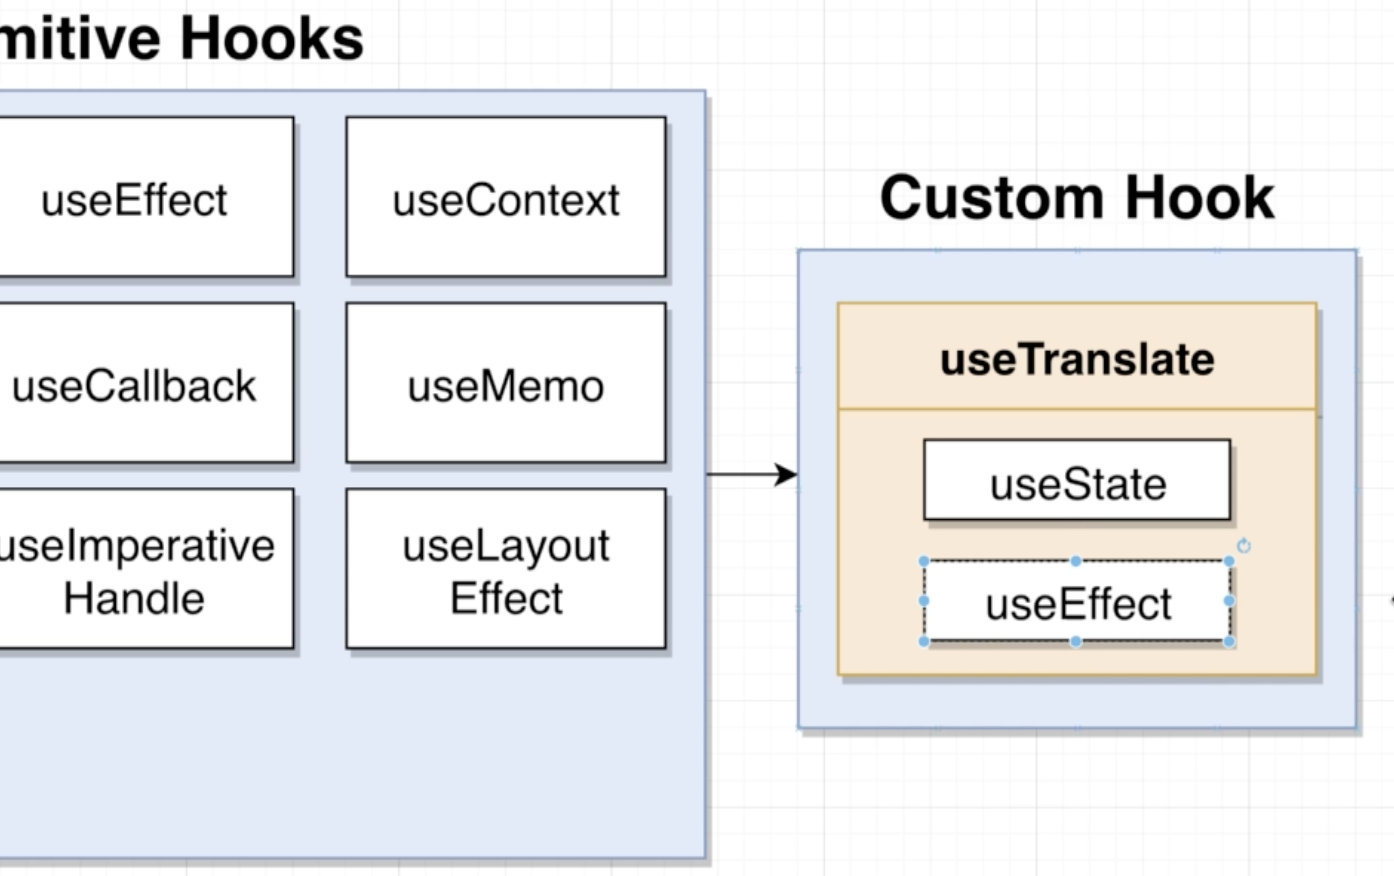 mitive Hooks
useEffect
useContext
useCallback
useMemo
useImperative
Handle
useLayout
Effect
Custom Hook
useTranslate
useState
useEffect